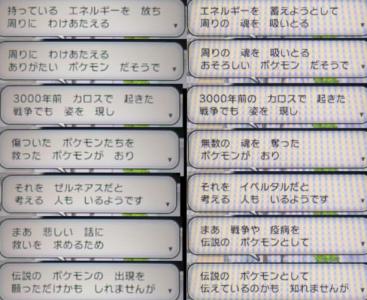 持っている エネルギーを 放ち
周りに わけあたえる
周りに わけあたえる
ありがたい ポケモン だそうで
3000年前 カロスで 起きた
戦争でも 姿を 現し
傷ついた ポケモンたちを
救った ポケモンが おり
それを ゼルネアスだと
考える 人も いるようです
まあ 悲しい 話に
救いを 求めるため
伝説の ポケモンの 出現を
願っただけかも しれませんが
エネルギーを 蓄えようとして
周りの 魂を 吸いとる
周りの 魂を 吸いとる
おそろしい ポケモン だそうで
3000年前の カロスで 起きた
戦争でも 姿を 現し
無数の 魂を 奪った
ポケモンが おり
それを イベルタルだと
考える 人も いるようです
まあ 戦争や 疫病を
伝説の ポケモンとして
伝説の ポケモンとして
伝えているのかも 知れませんが